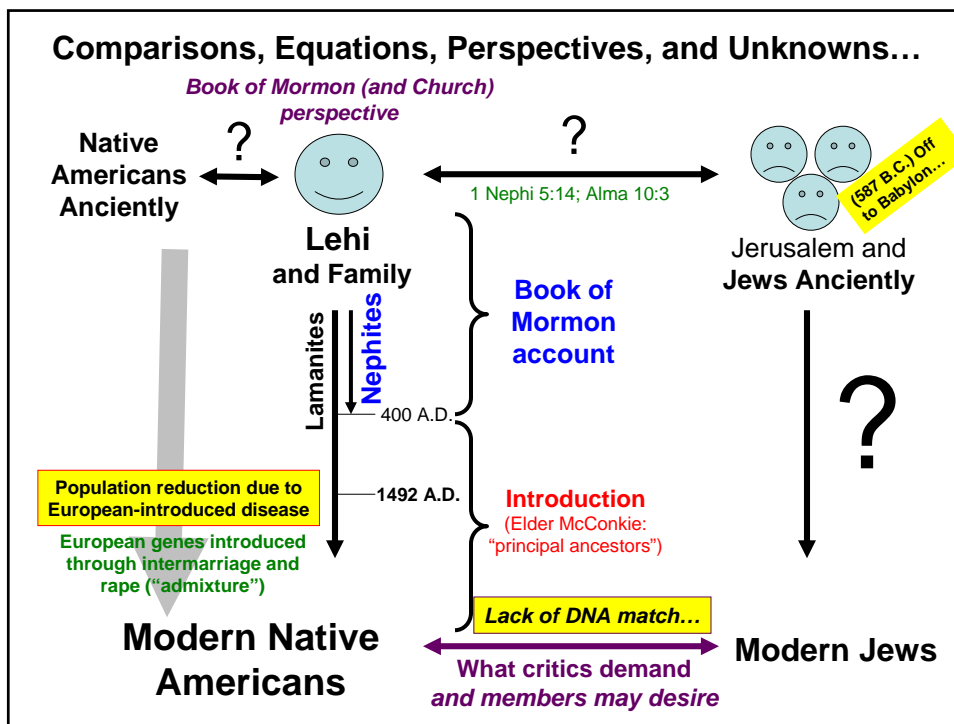 Comparisons, Equations, Perspectives, and Unknowns…
Book of Mormon (and Church)
perspective
?
?
Native
Americans
Anciently
1 Nephi 5:14; Alma 10:3
(587 B.C.) Off
to Babylon…
Lehi
and Family
Jerusalem and
Jews Anciently
Lamanites
Nephites
Book of
Mormon
account
?
400 A.D.
1492 A.D.
Population reduction due to
European-introduced disease
European genes introduced
through intermarriage and
rape (“admixture”)
Introduction
(Elder McConkie:
“principal ancestors”)
Lack of DNA match…
Modern Native
Americans
What critics demand
and members may desire
Modern Jews